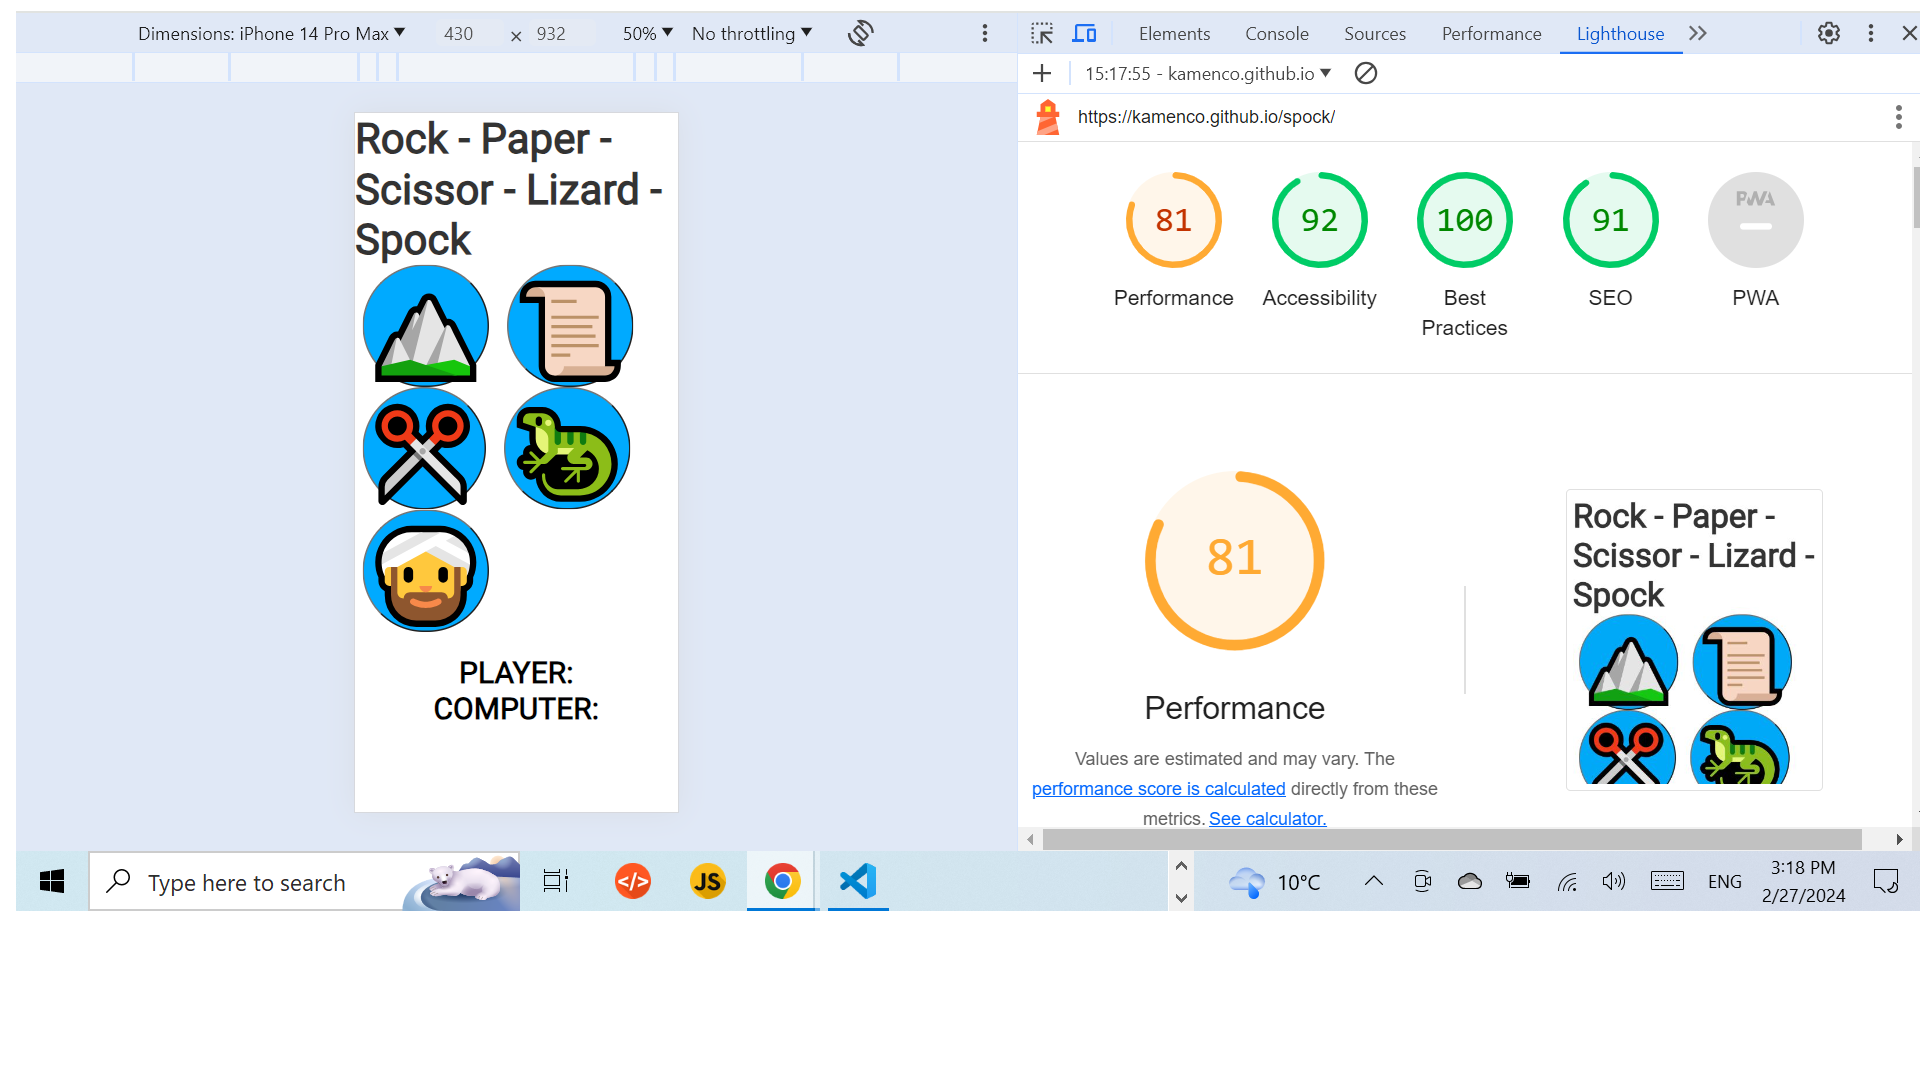 Dimensions: iPhone 14 Pro Max ▼ 430 × 932 50% ▼ No throttling ▼
Elements Console Sources Performance Lighthouse
15:17:55 - kamenco.github.io ▼
https://kamenco.github.io/spock/
Rock - Paper -
Scissor - Lizard -
Spock
PLAYER:
COMPUTER:
81 92 100 91 PWA
Performance Accessibility Best Practices SEO PWA
81
Performance
Values are estimated and may vary. The
performance score is calculated directly from these
metrics. See calculator.
Rock - Paper -
Scissor - Lizard -
Spock
Type here to search
</>
JS
10°C
ENG
3:18 PM
2/27/2024